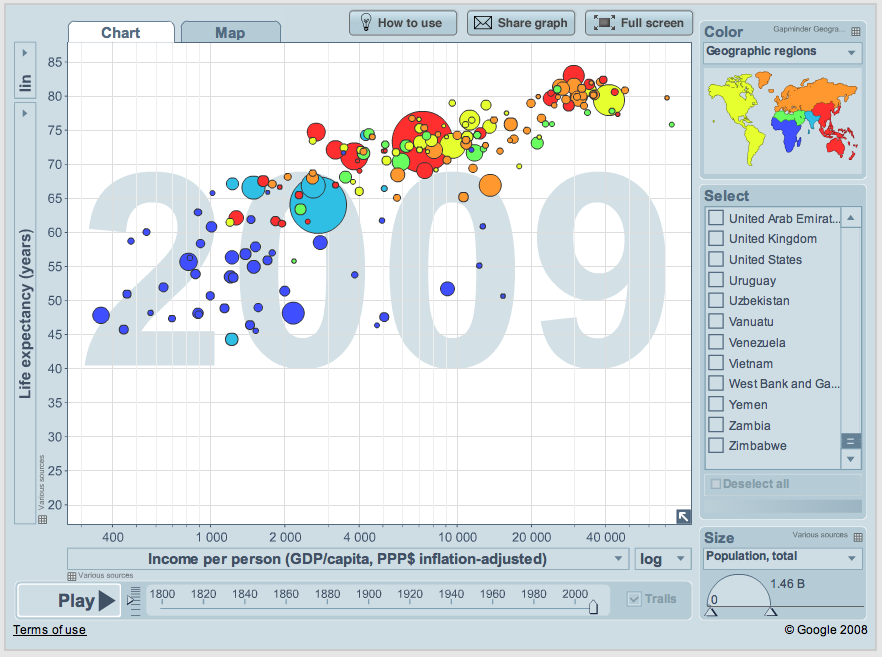 Chart
Map
How to use
Share graph
Full screen
Color
Gapminder Geogra...
Geographic regions
lin
Life expectancy (years)
Various sources
85
80
75
70
65
60
55
50
45
40
35
30
25
20
2009
400
1 000
2 000
4 000
10 000
20 000
40 000
Income per person (GDP/capita, PPP$ inflation-adjusted)
log
Various sources
Select
United Arab Emirat...
United Kingdom
United States
Uruguay
Uzbekistan
Vanuatu
Venezuela
Vietnam
West Bank and Ga...
Yemen
Zambia
Zimbabwe
Deselect all
Size
Various sources
Population, total
1.46 B
0
Play
1800
1820
1840
1860
1880
1900
1920
1940
1960
1980
2000
Trails
Terms of use
© Google 2008